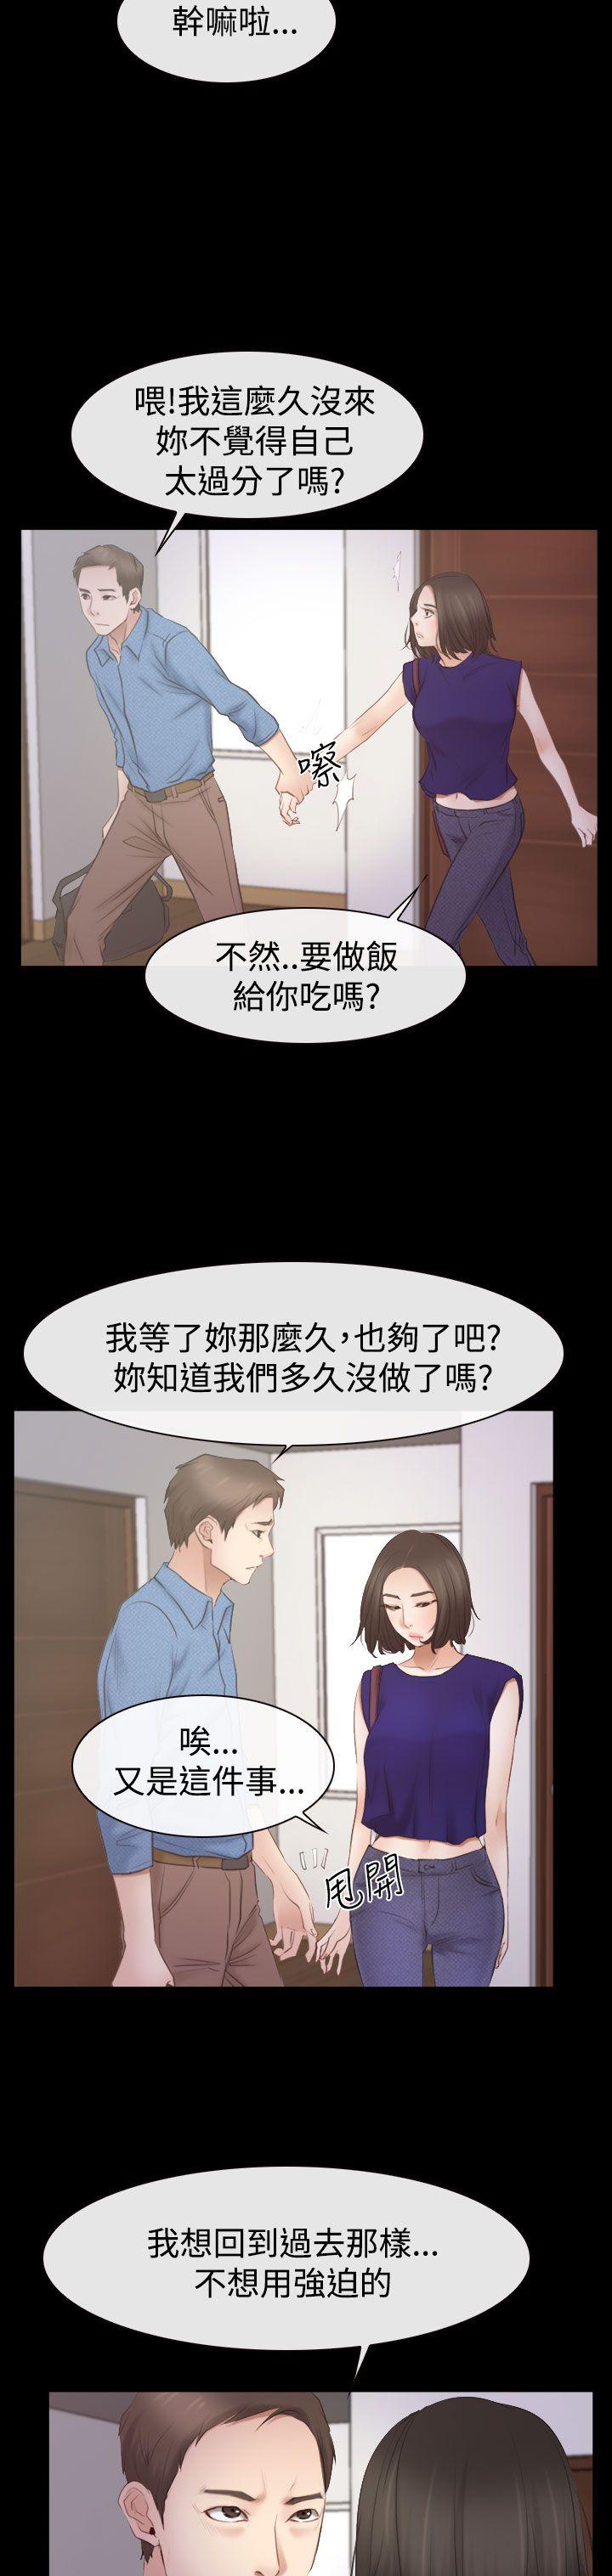 幹嘛啦...
喂!我這麼久沒來
妳不覺得自己
太過分了嗎?
嚓
不然..要做飯
給你吃嗎?
我等了妳那麼久，也夠了吧?
妳知道我們多久沒做了嗎?
唉...
又是這件事...
甩開
我想回到過去那樣...
不想用強迫的